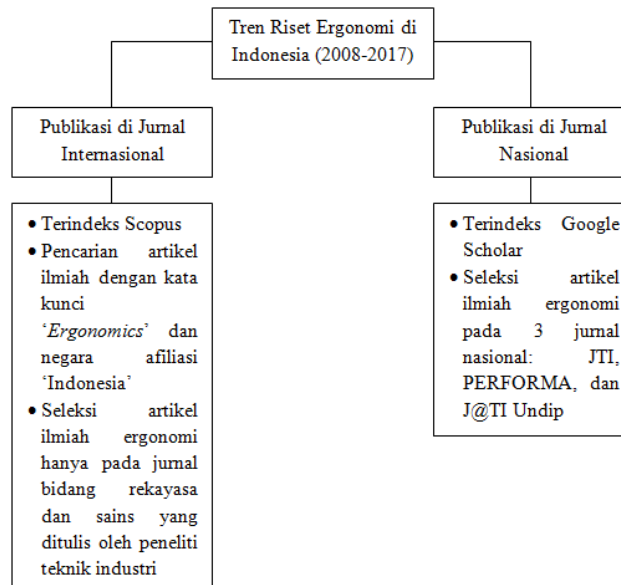 Tren Riset Ergonomi di
Indonesia (2008-2017)
Publikasi di Jurnal
Internasional
• Terindeks Scopus
• Pencarian artikel
ilmiah dengan kata
kunci
‘Ergonomics’ dan
negara afiliasi
‘Indonesia’
• Seleksi artikel
ilmiah ergonomi
hanya pada jurnal
bidang rekayasa
dan sains yang
ditulis oleh peneliti
teknik industri
Publikasi di Jurnal
Nasional
• Terindeks Google
Scholar
• Seleksi artikel
ilmiah ergonomi
pada 3 jurnal
nasional: JTI,
PERFORMA, dan
J@TI Undip